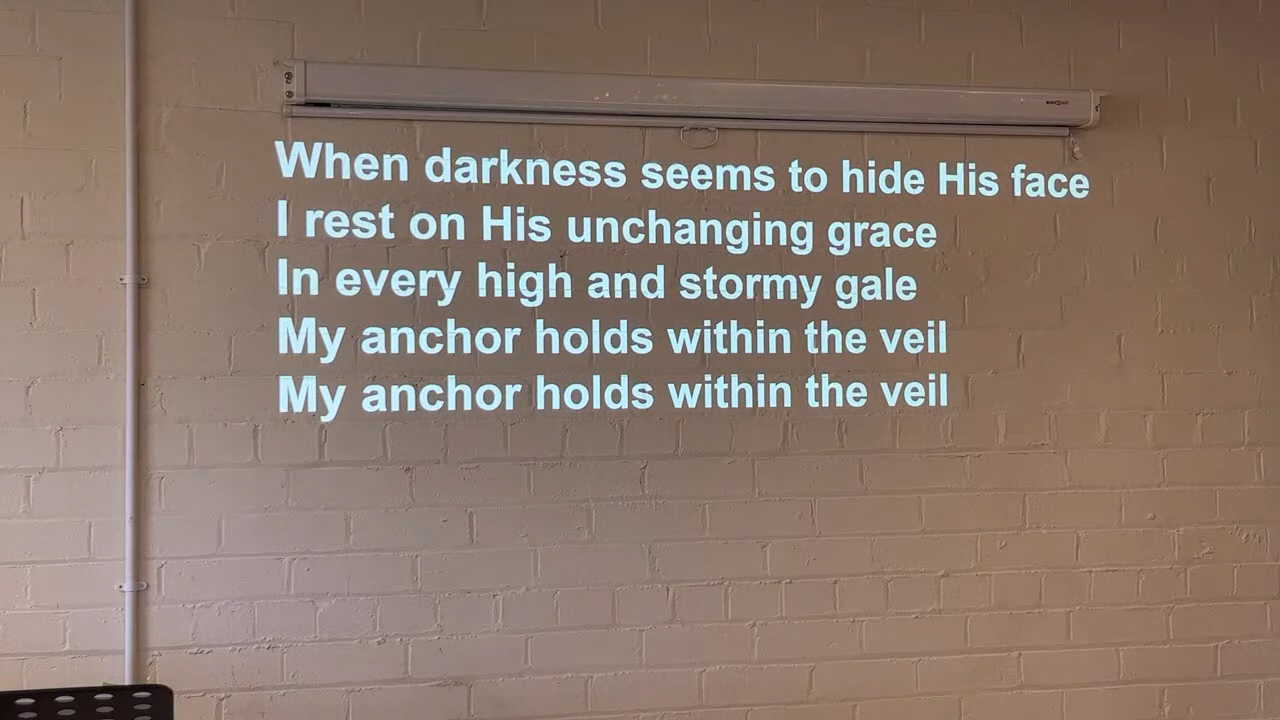 When darkness seems to hide His face
I rest on His unchanging grace
In every high and stormy gale
My anchor holds within the veil
My anchor holds within the veil